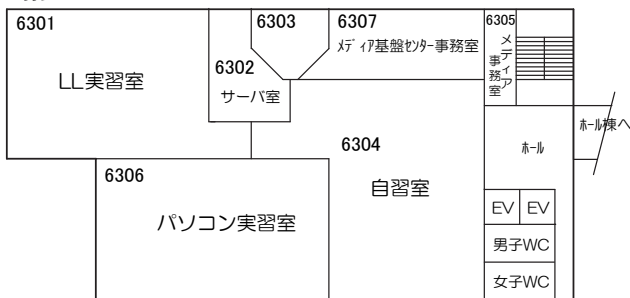 6301
LL実習室
6302
サーバ室
6303
6307
メディア基盤センター事務室
6305
メディア
事務室
ホール棟へ
6304
自習室
ホール
6306
パソコン実習室
EV
EV
男子WC
女子WC